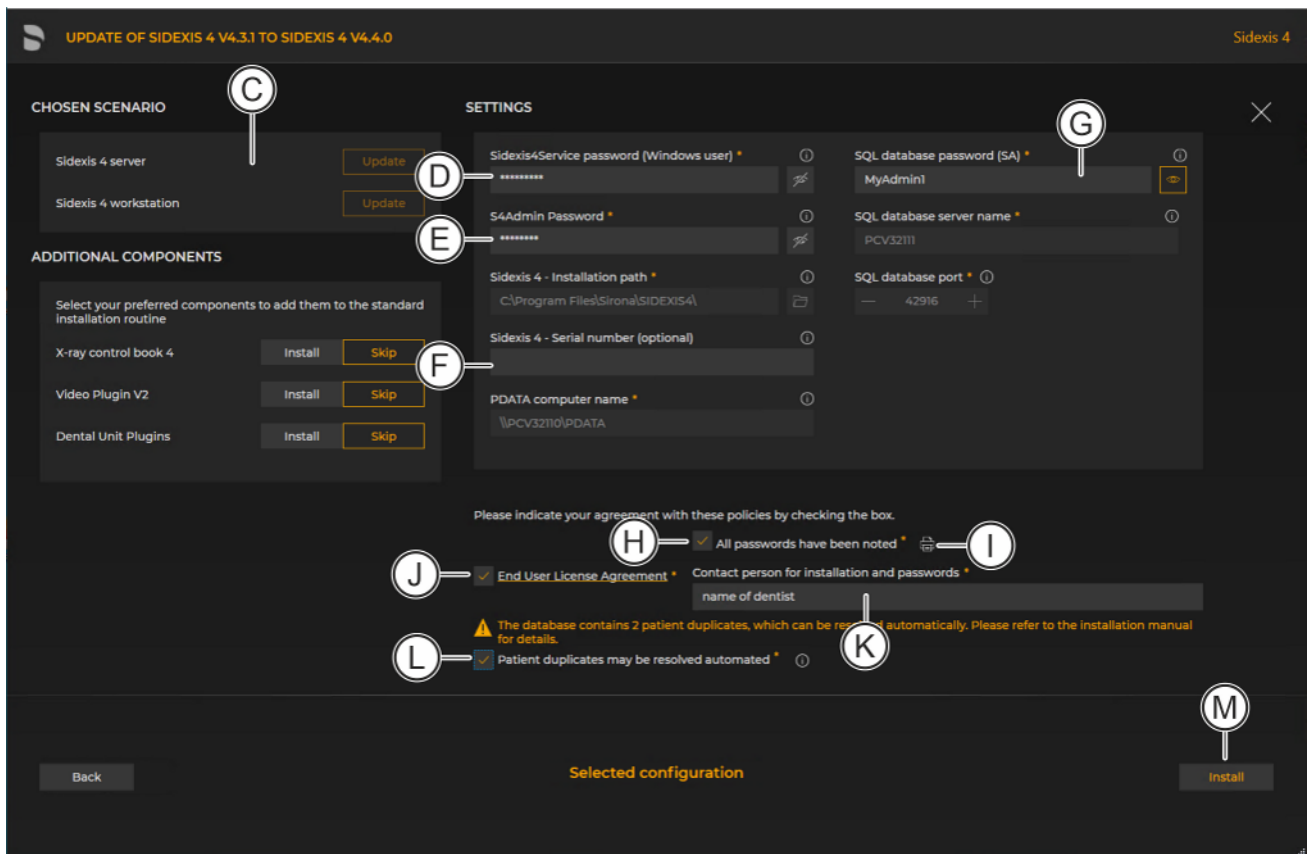 UPDATE OF SIDEXIS 4 V4.3.1 TO SIDEXIS 4 V4.4.0
Sidexis 4
C
CHOSEN SCENARIO
Sidexis 4 server
Update
Sidexis 4 workstation
Update
ADDITIONAL COMPONENTS
Select your preferred components to add them to the standard
installation routine
X-ray control book 4
Install
Skip
Video Plugin V2
Install
Skip
Dental Unit Plugins
Install
Skip
SETTINGS
Sidexis4Service password (Windows user) *
D
*********
S4Admin Password *
E
********
Sidexis 4 - Installation path *
C:\Program Files\Sirona\SIDEXIS4\
Sidexis 4 - Serial number (optional)
F
PDATA computer name *
\\PCV32110\PDATA
G
SQL database password (SA) *
MyAdmin1
SQL database server name *
PCV32111
SQL database port *
42916
Please indicate your agreement with these policies by checking the box.
H
All passwords have been noted *
I
J
End User License Agreement *
Contact person for installation and passwords *
name of dentist
K
The database contains 2 patient duplicates, which can be automatically. Please refer to the installation manual
for details.
L
Patient duplicates may be resolved automated *
M
Back
Selected configuration
Install